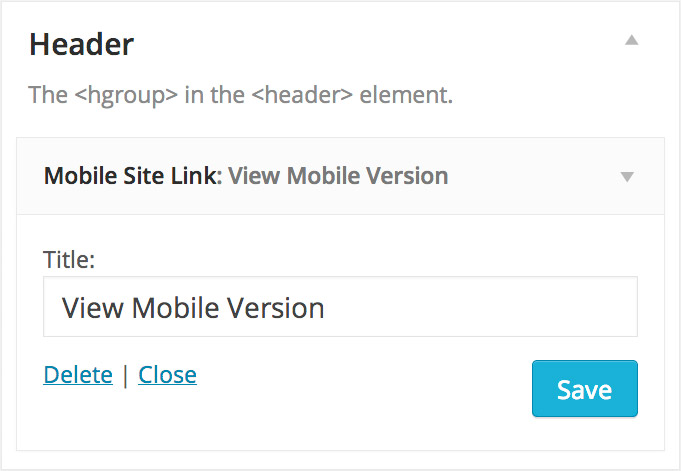 Header
The <hgroup> in the <header> element.
Mobile Site Link: View Mobile Version
Title:
View Mobile Version
Delete | Close
Save